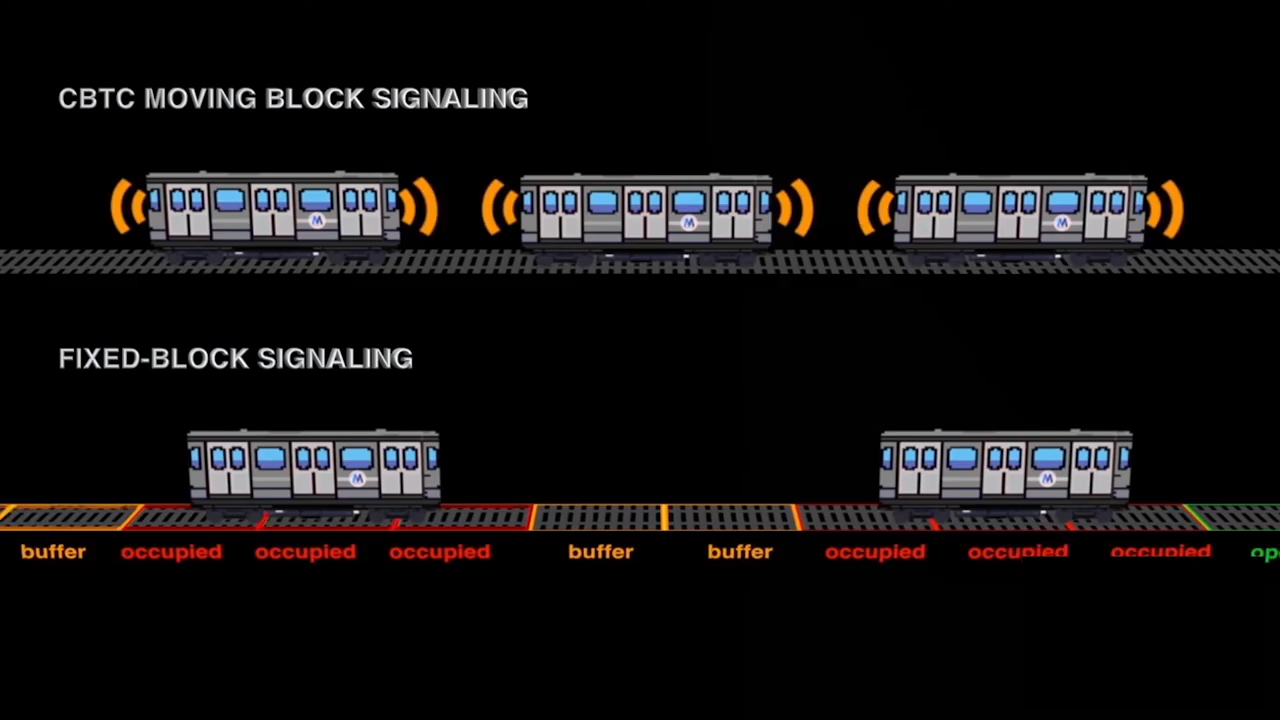 CBTC MOVING BLOCK SIGNALING
M M M
FIXED-BLOCK SIGNALING
M M
buffer occupied occupied occupied buffer buffer occupied occupied occupied